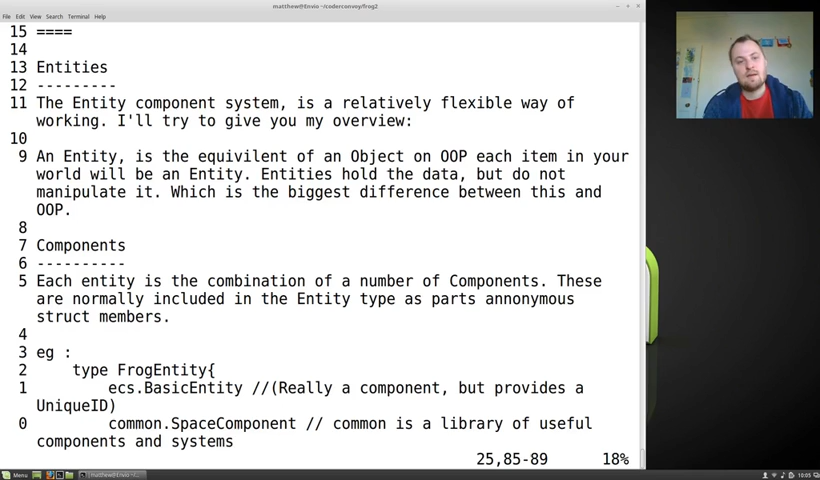 matthew@Envio ~/coderconvey/frog2
File Edit View Search Terminal Help
15 ====
14
13 Entities
12 ---------
11 The Entity component system, is a relatively flexible way of
working. I'll try to give you my overview:
10
9 An Entity, is the equivilent of an Object on OOP each item in your
world will be an Entity. Entities hold the data, but do not
manipulate it. Which is the biggest difference between this and
OOP.
8
7 Components
6 ----------
5 Each entity is the combination of a number of Components. These
are normally included in the Entity type as parts annonymous
struct members.
4
3 eg :
2 type FrogEntity{
1 ecs.BasicEntity //(Really a component, but provides a
UniqueID)
0 common.SpaceComponent // common is a library of useful
components and systems
25,85-89 18%
Menu matthew@Envio ~/c... 10:05